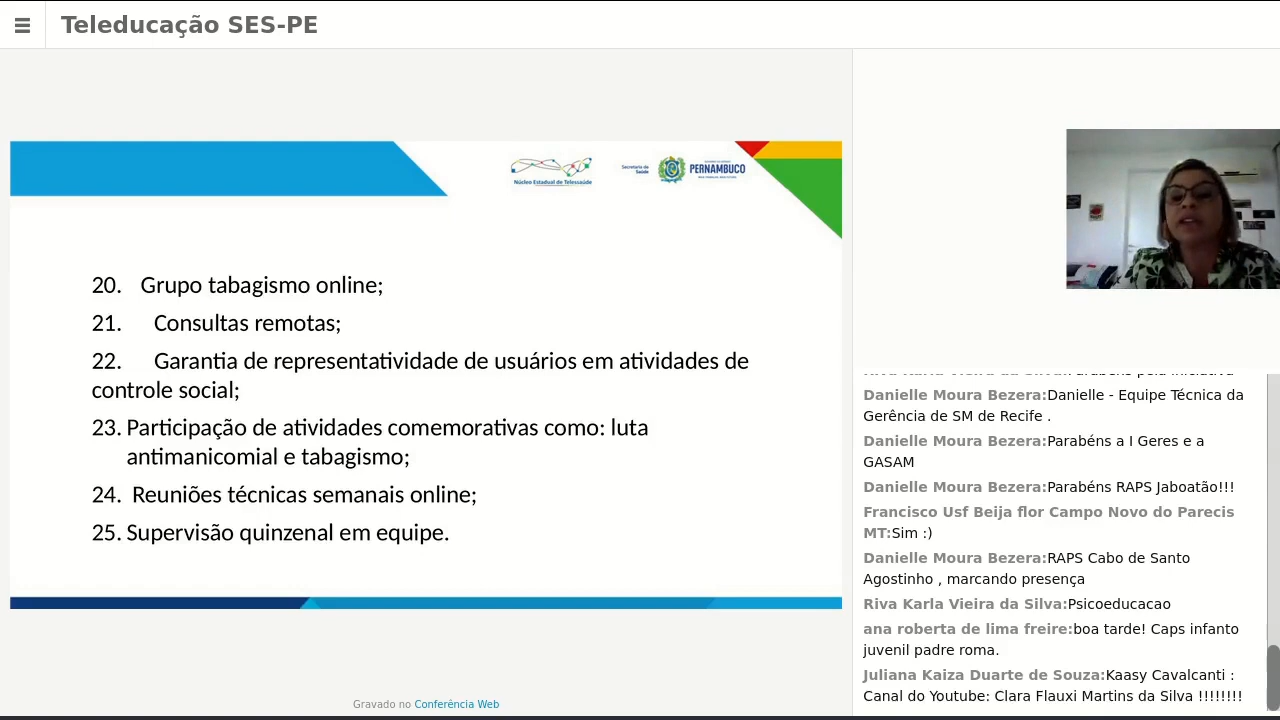 Teleducação SES-PE
Núcleo Estadual de Telessaúde
Secretaria de
Saúde
PERNAMBUCO
20. Grupo tabagismo online;
21. Consultas remotas;
22. Garantia de representatividade de usuários em atividades de
controle social;
23. Participação de atividades comemorativas como: luta
antimanicomial e tabagismo;
24. Reuniões técnicas semanais online;
25. Supervisão quinzenal em equipe.
Gravado no Conferência Web
Danielle Moura Bezera:Danielle - Equipe Técnica da
Gerência de SM de Recife .
Danielle Moura Bezera:Parabéns a I Geres e a
GASAM
Danielle Moura Bezera:Parabéns RAPS Jaboatão!!!
Francisco Usf Beija flor Campo Novo do Parecis
MT:Sim :)
Danielle Moura Bezera:RAPS Cabo de Santo
Agostinho , marcando presença
Riva Karla Vieira da Silva:Psicoeducacao
ana roberta de lima freire:boa tarde! Caps infanto
juvenil padre roma.
Juliana Kaiza Duarte de Souza:Kaasy Cavalcanti :
Canal do Youtube: Clara Flauxi Martins da Silva !!!!!!!!